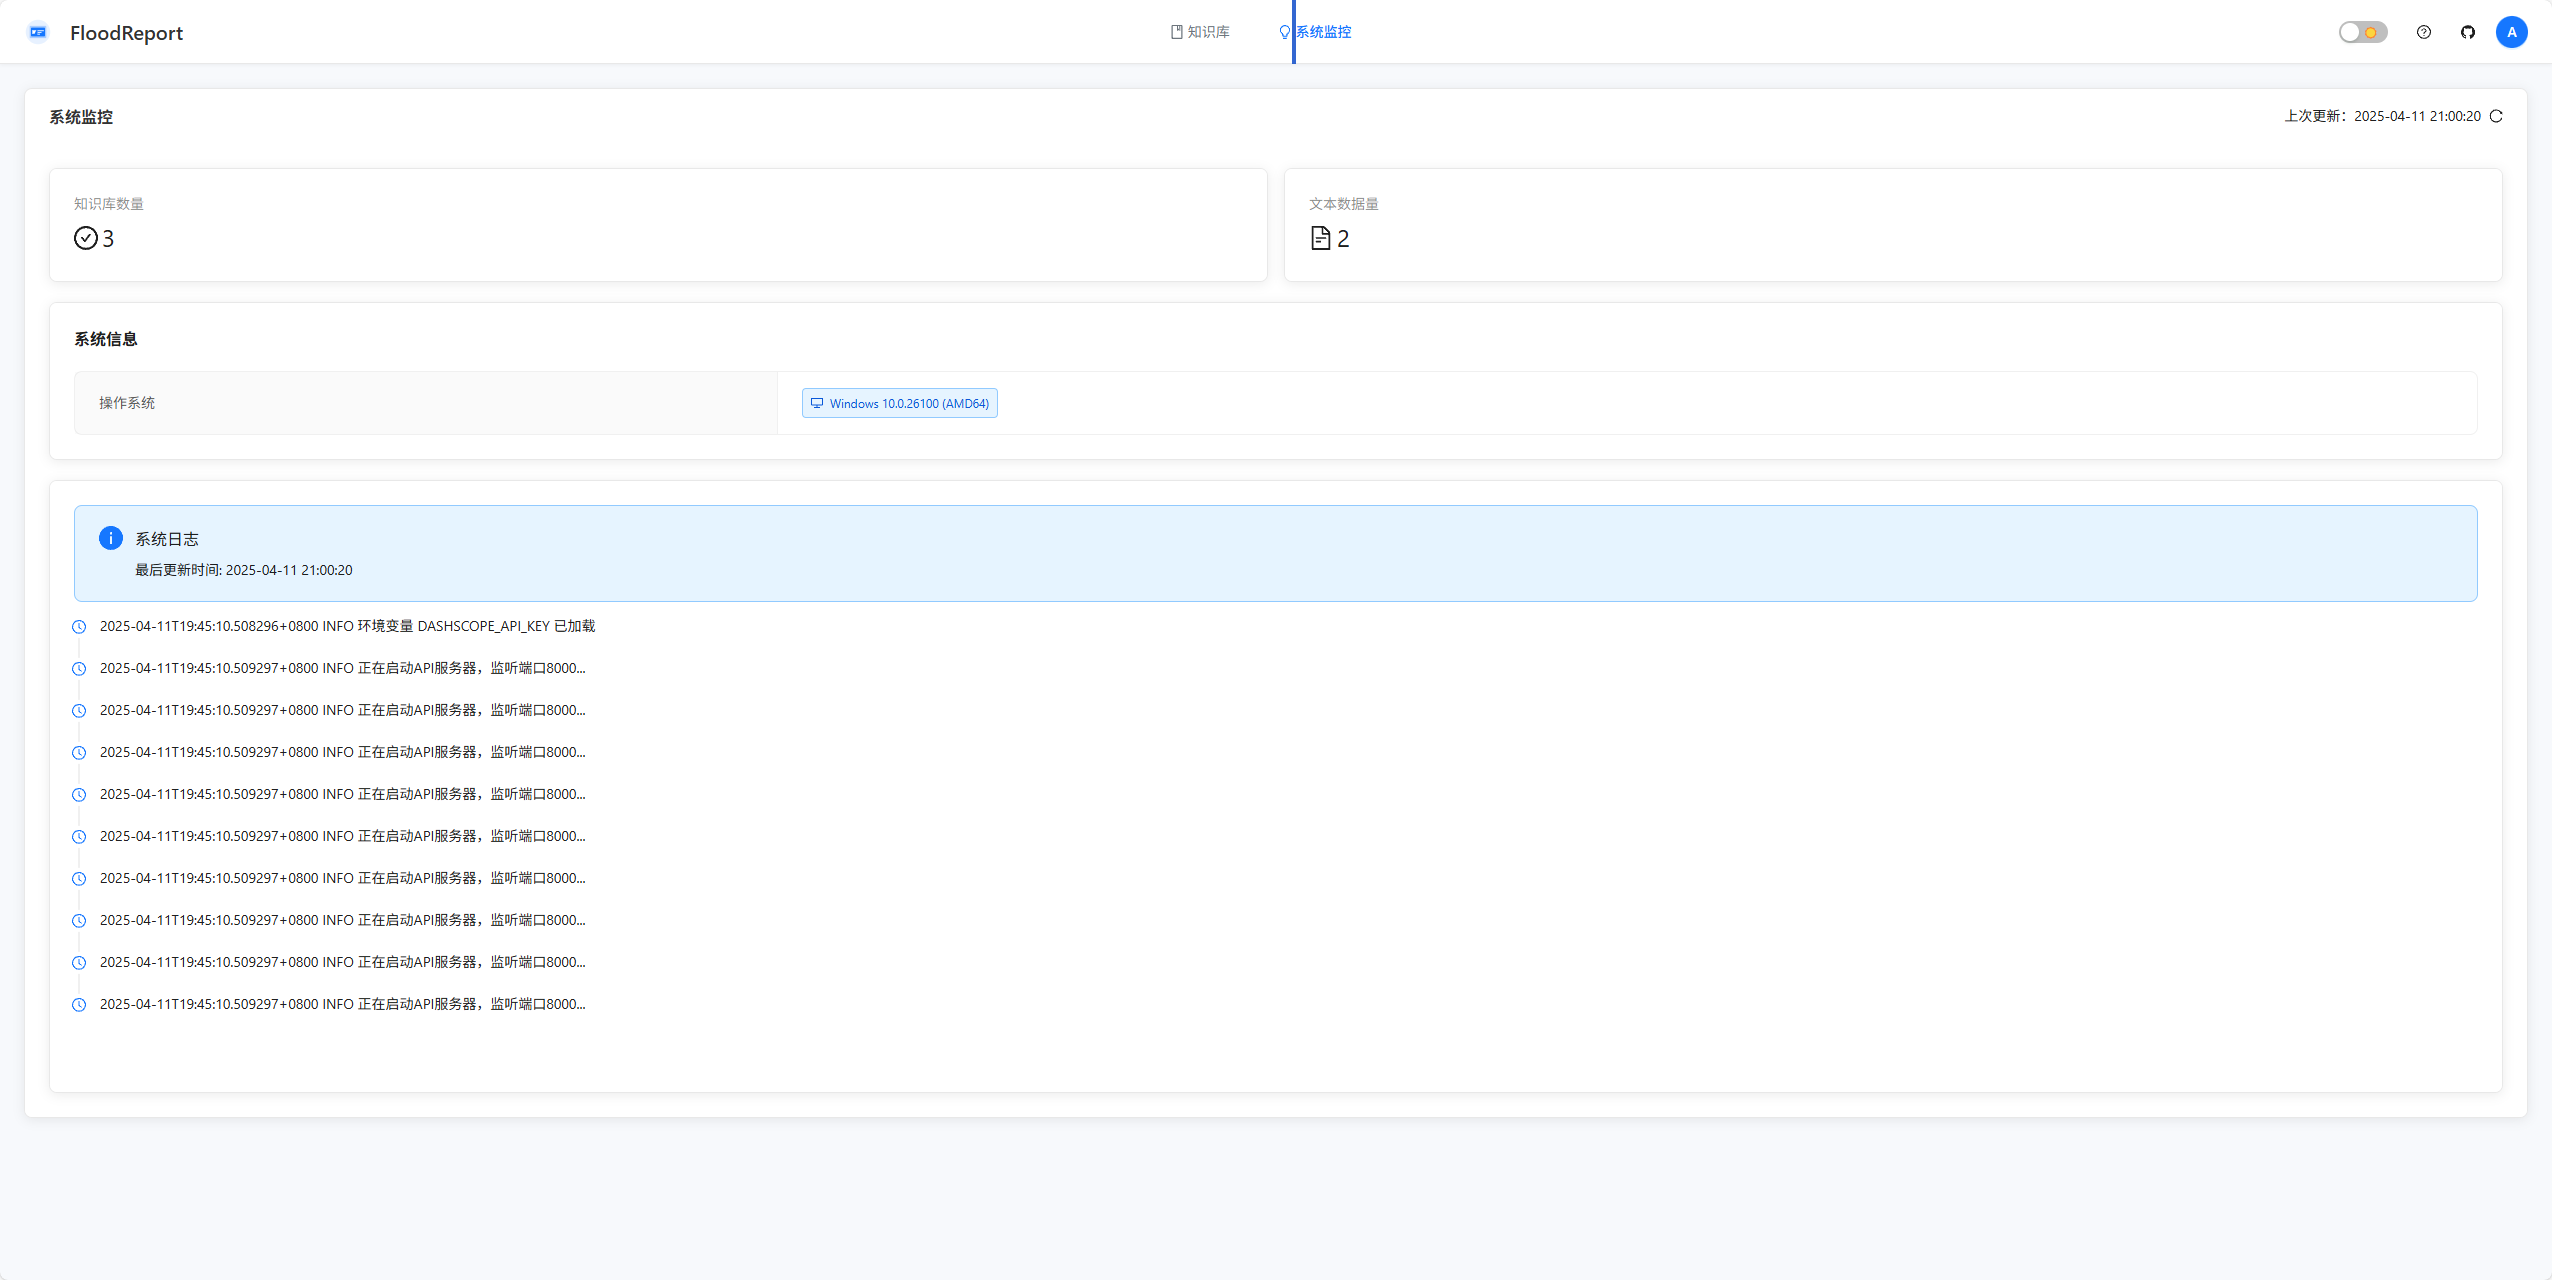 FloodReport
知识库
系统监控
A
系统监控
上次更新：2025-04-11 21:00:20
知识库数量
3
文本数据量
2
系统信息
操作系统
Windows 10.0.26100 (AMD64)
系统日志
最后更新时间: 2025-04-11 21:00:20
2025-04-11T19:45:10.508296+0800 INFO 环境变量 DASHSCOPE_API_KEY 已加载
2025-04-11T19:45:10.509297+0800 INFO 正在启动API服务器，监听端口8000...
2025-04-11T19:45:10.509297+0800 INFO 正在启动API服务器，监听端口8000...
2025-04-11T19:45:10.509297+0800 INFO 正在启动API服务器，监听端口8000...
2025-04-11T19:45:10.509297+0800 INFO 正在启动API服务器，监听端口8000...
2025-04-11T19:45:10.509297+0800 INFO 正在启动API服务器，监听端口8000...
2025-04-11T19:45:10.509297+0800 INFO 正在启动API服务器，监听端口8000...
2025-04-11T19:45:10.509297+0800 INFO 正在启动API服务器，监听端口8000...
2025-04-11T19:45:10.509297+0800 INFO 正在启动API服务器，监听端口8000...
2025-04-11T19:45:10.509297+0800 INFO 正在启动API服务器，监听端口8000...